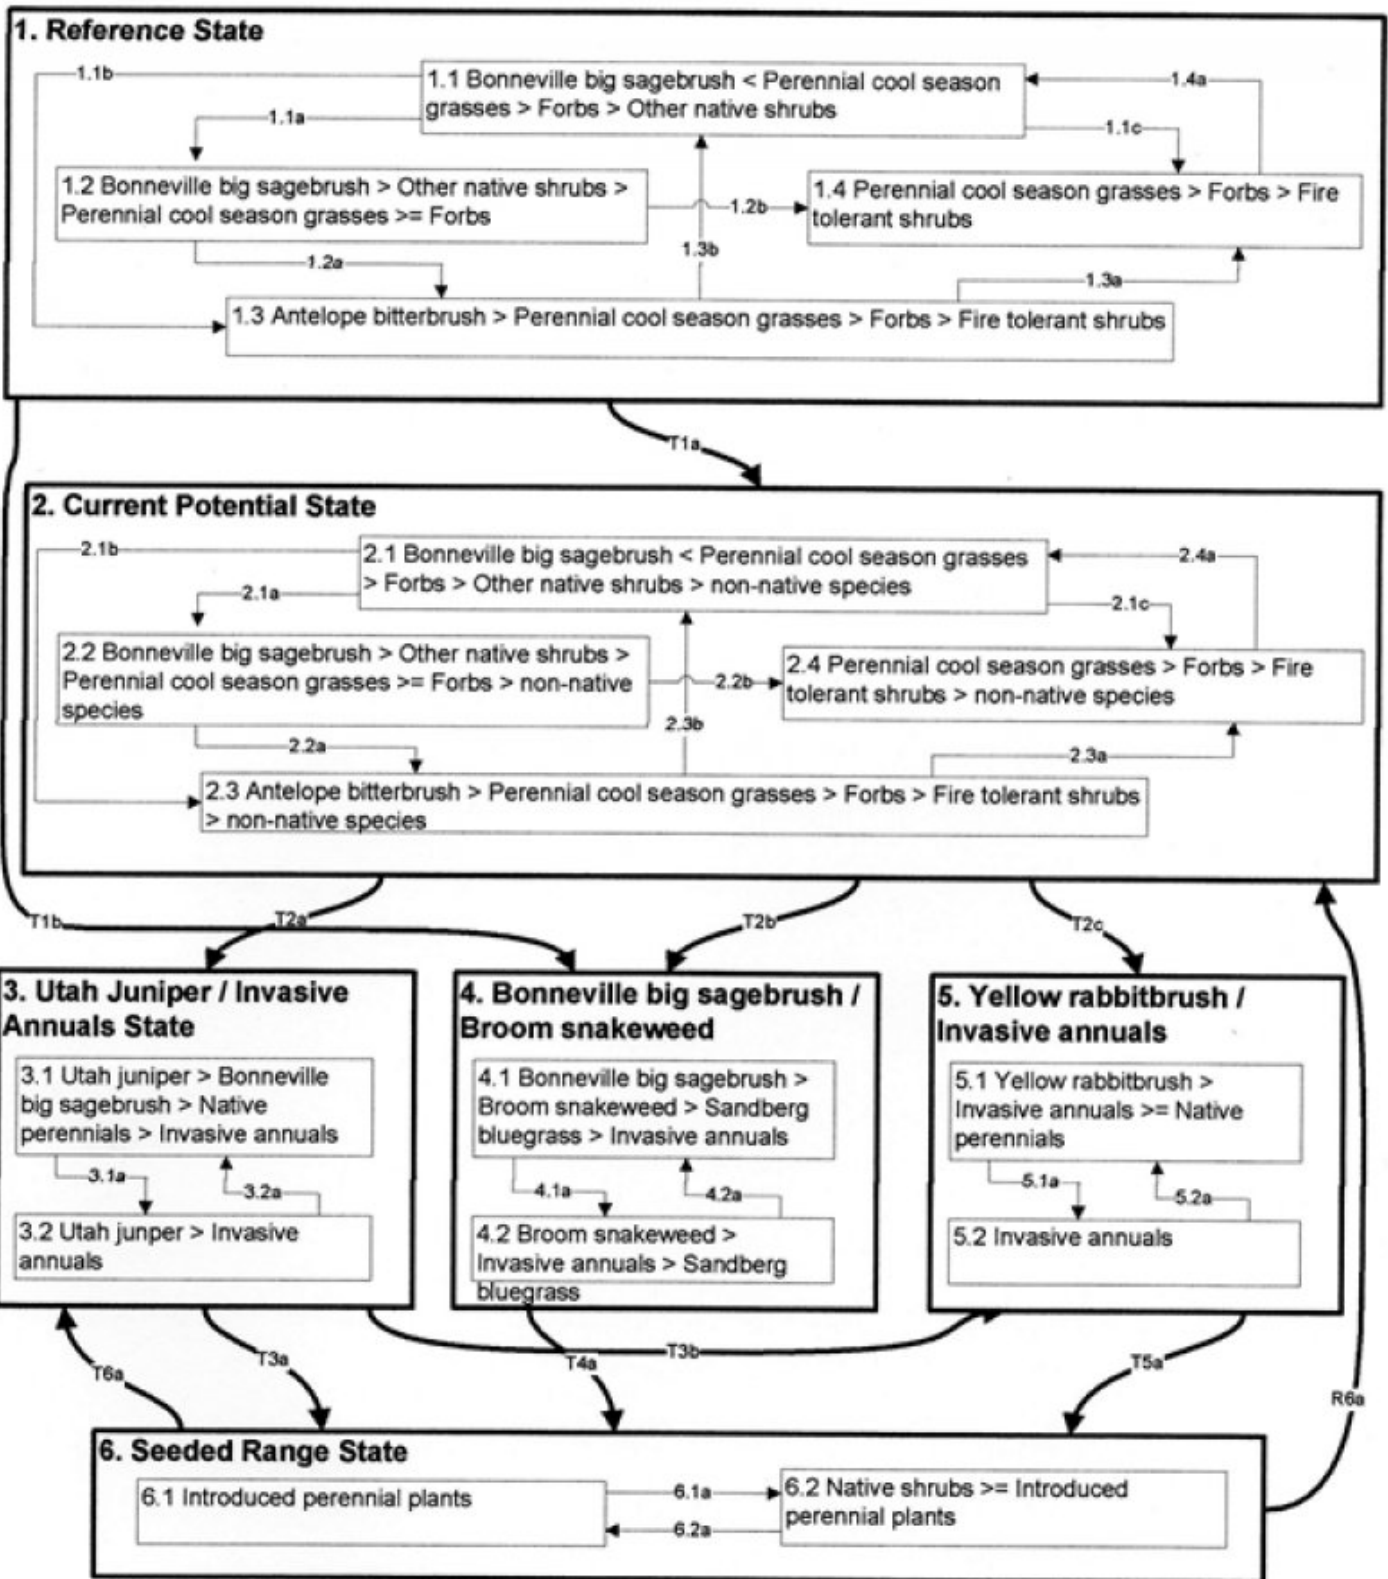 1. Reference State
1.1b
1.1 Bonneville big sagebrush < Perennial cool season
grasses > Forbs > Other native shrubs
1.4a
1.1a
1.1c
1.2 Bonneville big sagebrush > Other native shrubs >
Perennial cool season grasses >= Forbs
1.2b
1.4 Perennial cool season grasses > Forbs > Fire
tolerant shrubs
1.2a
1.3b
1.3a
1.3 Antelope bitterbrush > Perennial cool season grasses > Forbs > Fire tolerant shrubs
T1a
2. Current Potential State
2.1b
2.1 Bonneville big sagebrush < Perennial cool season grasses
> Forbs > Other native shrubs > non-native species
2.4a
2.1a
2.1c
2.2 Bonneville big sagebrush > Other native shrubs >
Perennial cool season grasses >= Forbs > non-native
species
2.2b
2.4 Perennial cool season grasses > Forbs > Fire
tolerant shrubs > non-native species
2.2a
2.3b
2.3a
2.3 Antelope bitterbrush > Perennial cool season grasses > Forbs > Fire tolerant shrubs
> non-native species
T1b
T2a
T2b
T2c
3. Utah Juniper / Invasive
Annuals State
3.1 Utah juniper > Bonneville
big sagebrush > Native
perennials > Invasive annuals
3.1a
3.2a
3.2 Utah junper > Invasive
annuals
4. Bonneville big sagebrush /
Broom snakeweed
4.1 Bonneville big sagebrush >
Broom snakeweed > Sandberg
bluegrass > Invasive annuals
4.1a
4.2a
4.2 Broom snakeweed >
Invasive annuals > Sandberg
bluegrass
5. Yellow rabbitbrush /
Invasive annuals
5.1 Yellow rabbitbrush >
Invasive annuals >= Native
perennials
5.1a
5.2a
5.2 Invasive annuals
T6a
T3a
T4a
T3b
T5a
R6a
6. Seeded Range State
6.1 Introduced perennial plants
6.1a
6.2a
6.2 Native shrubs >= Introduced
perennial plants